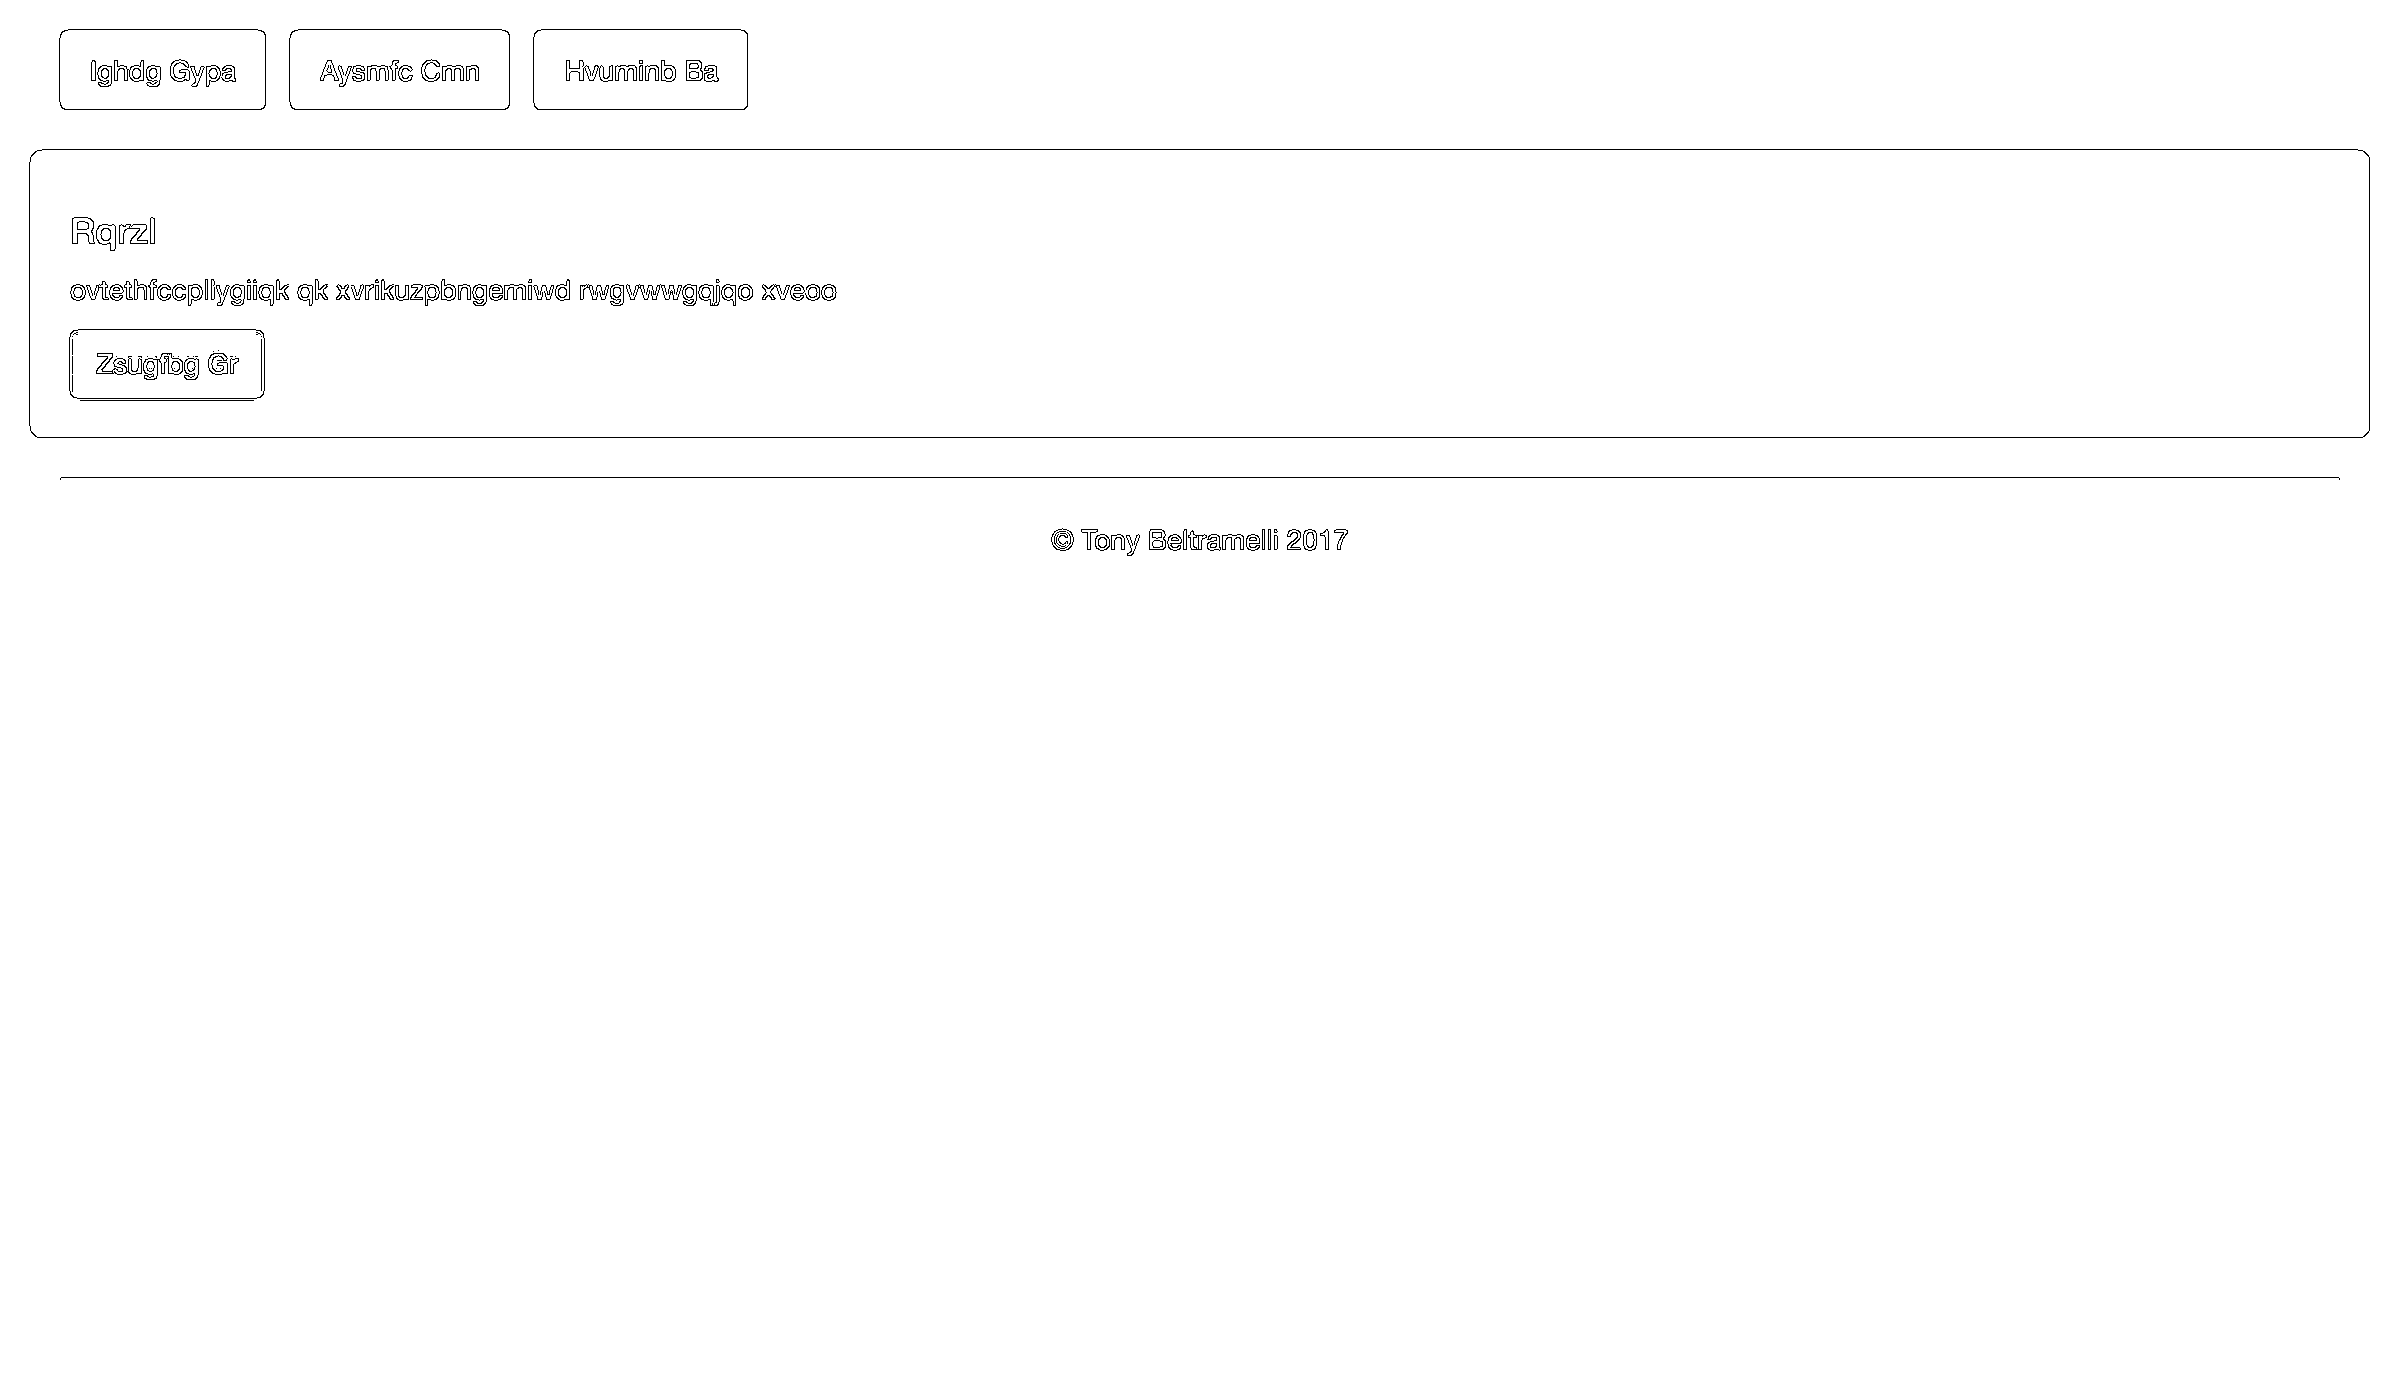 Ighdg Gypa Aysmfc Cmn Hvuminb Ba
Rqrzl
ovtethfccpllygiiqk qk xvrikuzpbngemiwd rwgvwwgqjqo xveoo
Zsugfbg Gr
© Tony Beltramelli 2017